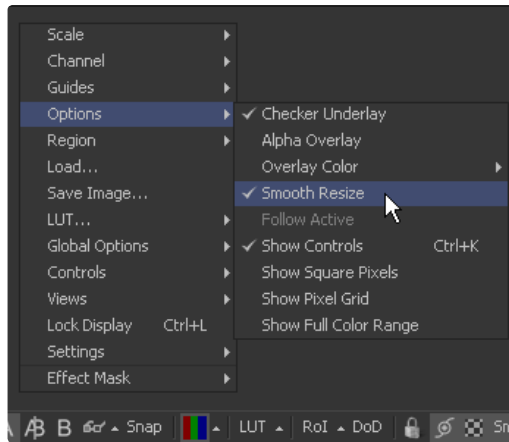 Scale
Channel
Guides
Options
Region
Load...
Save Image...
LUT...
Global Options
Controls
Views
Lock Display Ctrl+L
Settings
Effect Mask
Checker Underlay
Alpha Overlay
Overlay Color
Smooth Resize
Follow Active
Show Controls Ctrl+K
Show Square Pixels
Show Pixel Grid
Show Full Color Range
B Snap LUT RoI DoD